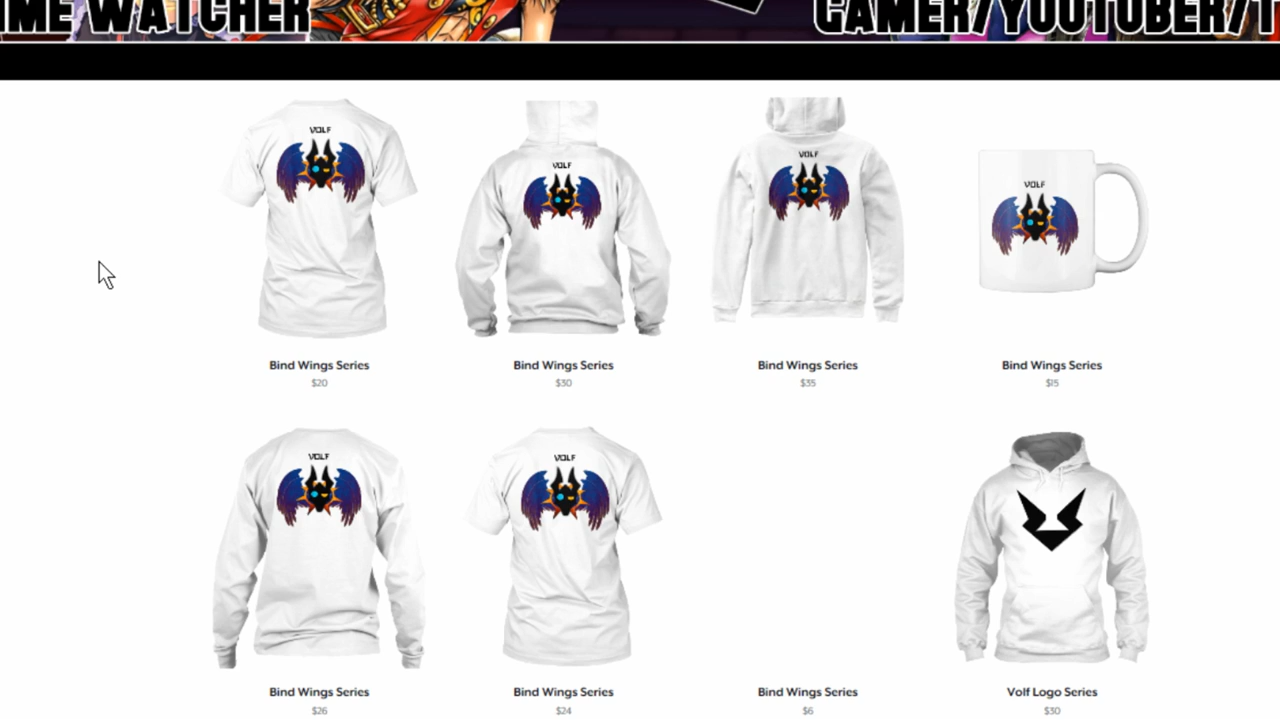 IME WATCHER
GAMER/YOUTUBER/T
VOLF
VOLF
VOLF
VOLF
Bind Wings Series
$20
Bind Wings Series
$30
Bind Wings Series
$35
Bind Wings Series
$15
VOLF
VOLF
Bind Wings Series
$26
Bind Wings Series
$24
Bind Wings Series
$6
Volf Logo Series
$30